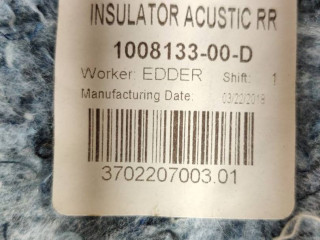 INSULATOR ACUSTIC RR
1008133-00-D
Worker: EDDER Shift: 1
Manufacturing Date: 03/22/2018
3702207003.01